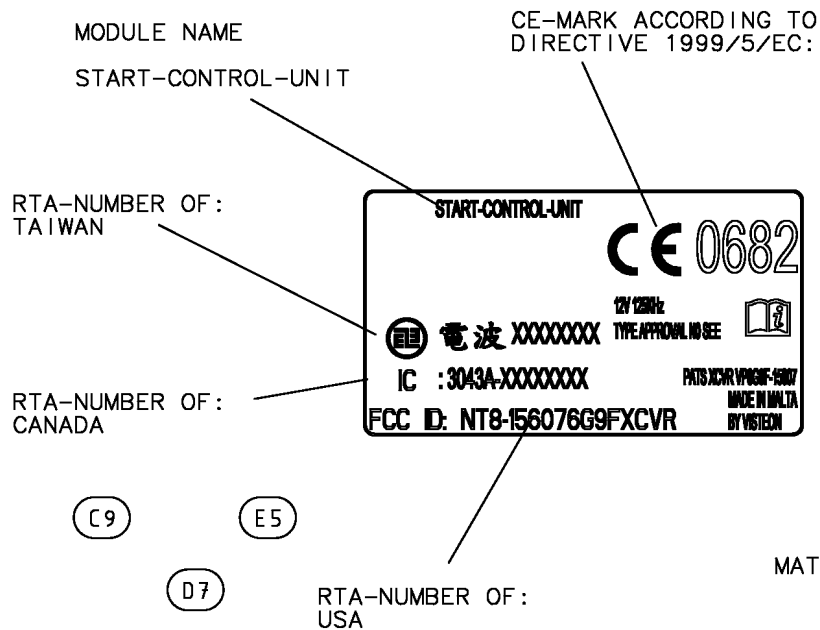 MODULE NAME
START-CONTROL-UNIT
CE-MARK ACCORDING TO
DIRECTIVE 1999/5/EC:
RTA-NUMBER OF:
TAIWAN
START-CONTROL-UNIT
CE 0682
12V 125KHz
TYPE APPROVAL NO SEE
電波 XXXXXXXX
IC :3043A-XXXXXXXX
MADE IN MALTA
BY VISTEON
FCC ID: NT8-156076G9FXCVR
RTA-NUMBER OF:
CANADA
C9
E5
D7
RTA-NUMBER OF:
USA
MAT